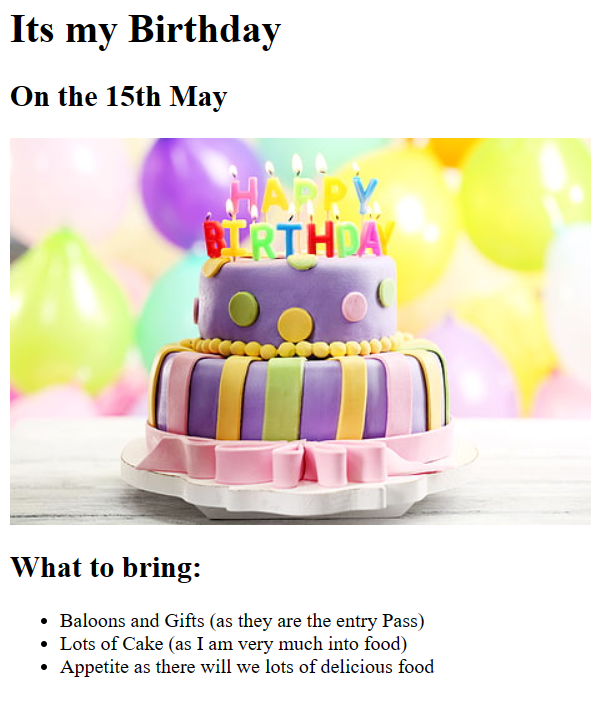 Its my Birthday
On the 15th May
HAPPY
BIRTHDAY
What to bring:
Baloons and Gifts (as they are the entry Pass)
Lots of Cake (as I am very much into food)
Appetite as there will we lots of delicious food